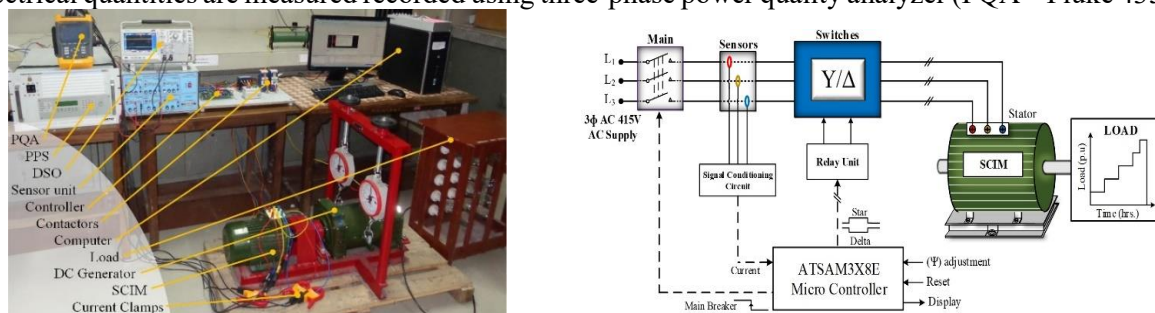 ctrical quantities are measured recorded using three-phase power quality analyzer (PQA – Fluke 435
PQA
PPS
DSO
Sensor unit
Controller
Contactors
Computer
Load
DC Generator
SCIM
Current Clamps
Main
Sensors
Switches
L₁
L₂
L₃
Y/Δ
3ϕ AC 415V
AC Supply
Signal Conditioning
Circuit
Relay Unit
Stator
SCIM
LOAD
Load (p.u)
Time (hrs.)
Star
Delta
Current
ATSAM3X8E
Micro Controller
(Ψ) adjustment
Reset
Display
Main Breaker